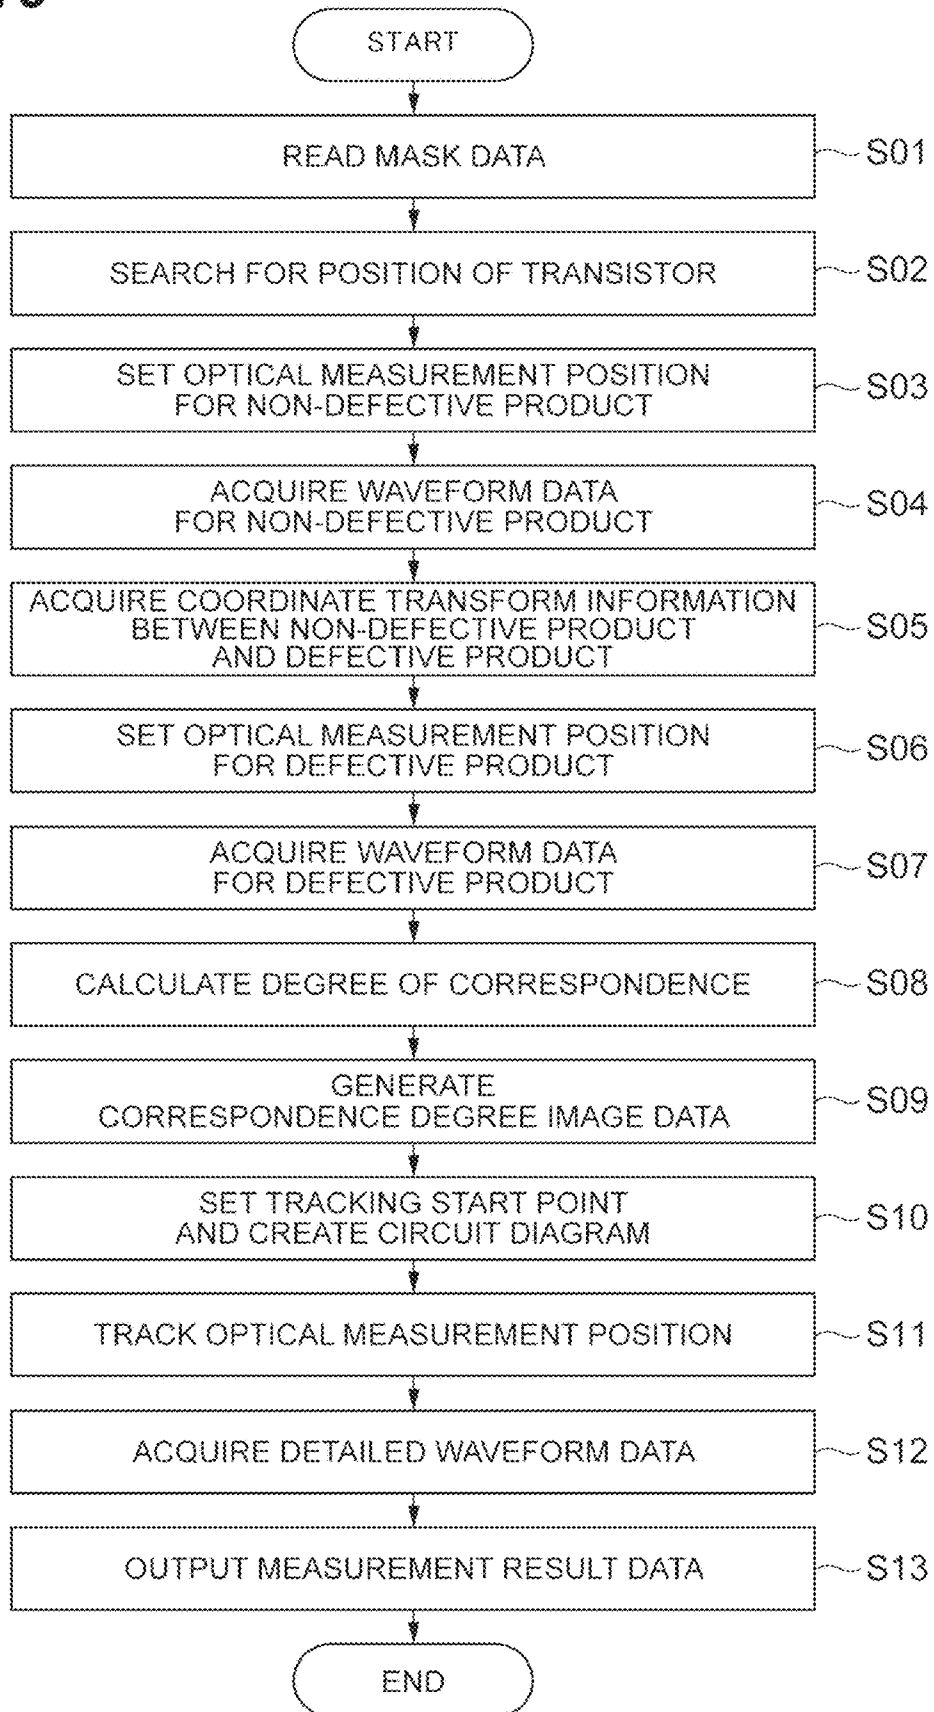 START
READ MASK DATA
S01
SEARCH FOR POSITION OF TRANSISTOR
S02
SET OPTICAL MEASUREMENT POSITION
FOR NON-DEFECTIVE PRODUCT
S03
ACQUIRE WAVEFORM DATA
FOR NON-DEFECTIVE PRODUCT
S04
ACQUIRE COORDINATE TRANSFORM INFORMATION
BETWEEN NON-DEFECTIVE PRODUCT
AND DEFECTIVE PRODUCT
S05
SET OPTICAL MEASUREMENT POSITION
FOR DEFECTIVE PRODUCT
S06
ACQUIRE WAVEFORM DATA
FOR DEFECTIVE PRODUCT
S07
CALCULATE DEGREE OF CORRESPONDENCE
S08
GENERATE
CORRESPONDENCE DEGREE IMAGE DATA
S09
SET TRACKING START POINT
AND CREATE CIRCUIT DIAGRAM
S10
TRACK OPTICAL MEASUREMENT POSITION
S11
ACQUIRE DETAILED WAVEFORM DATA
S12
OUTPUT MEASUREMENT RESULT DATA
S13
END